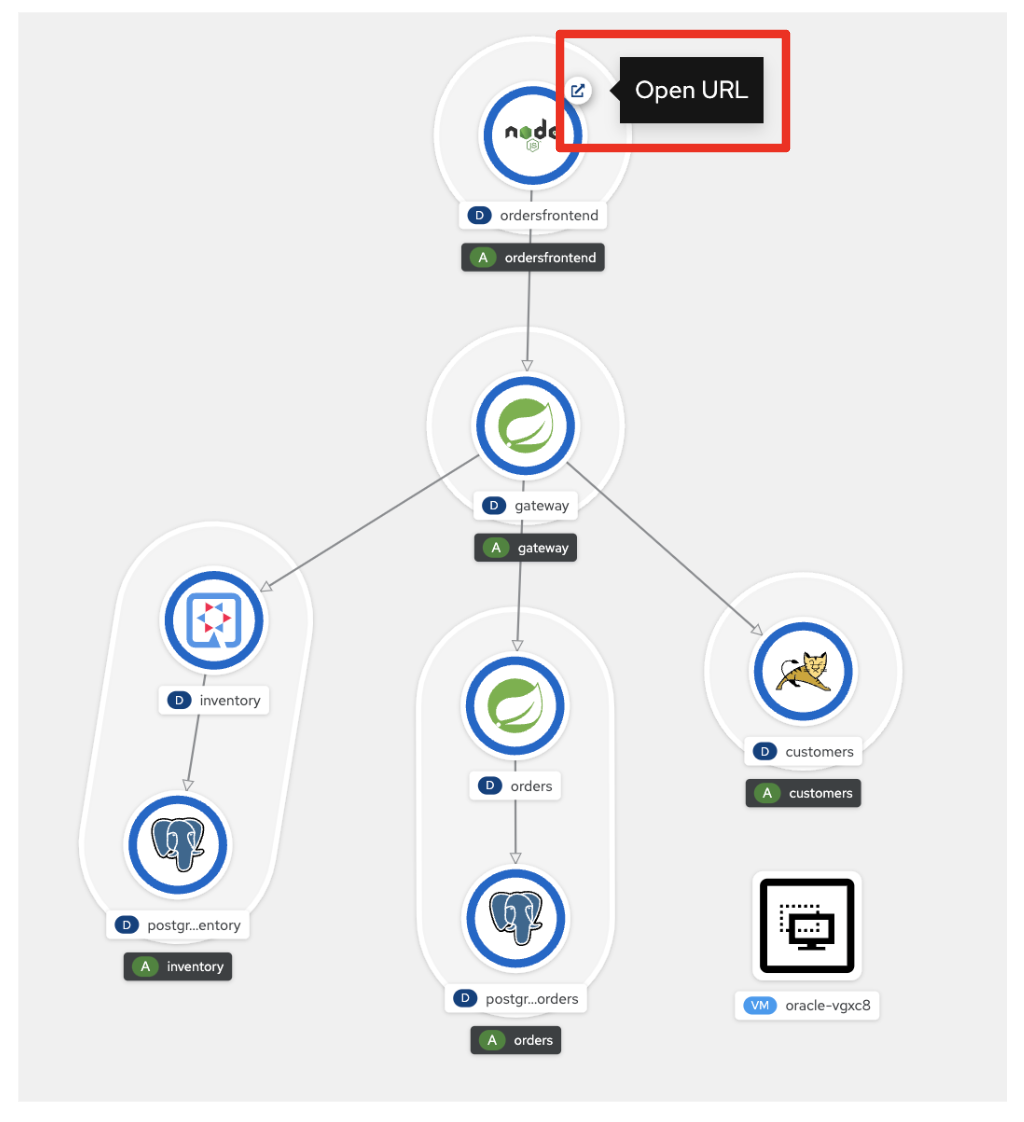 Open URL
node
JS
D ordersfrontend
A ordersfrontend
D gateway
A gateway
D inventory
D postgr...entory
A inventory
D orders
D postgr...orders
A orders
D customers
A customers
VM oracle-vgxc8